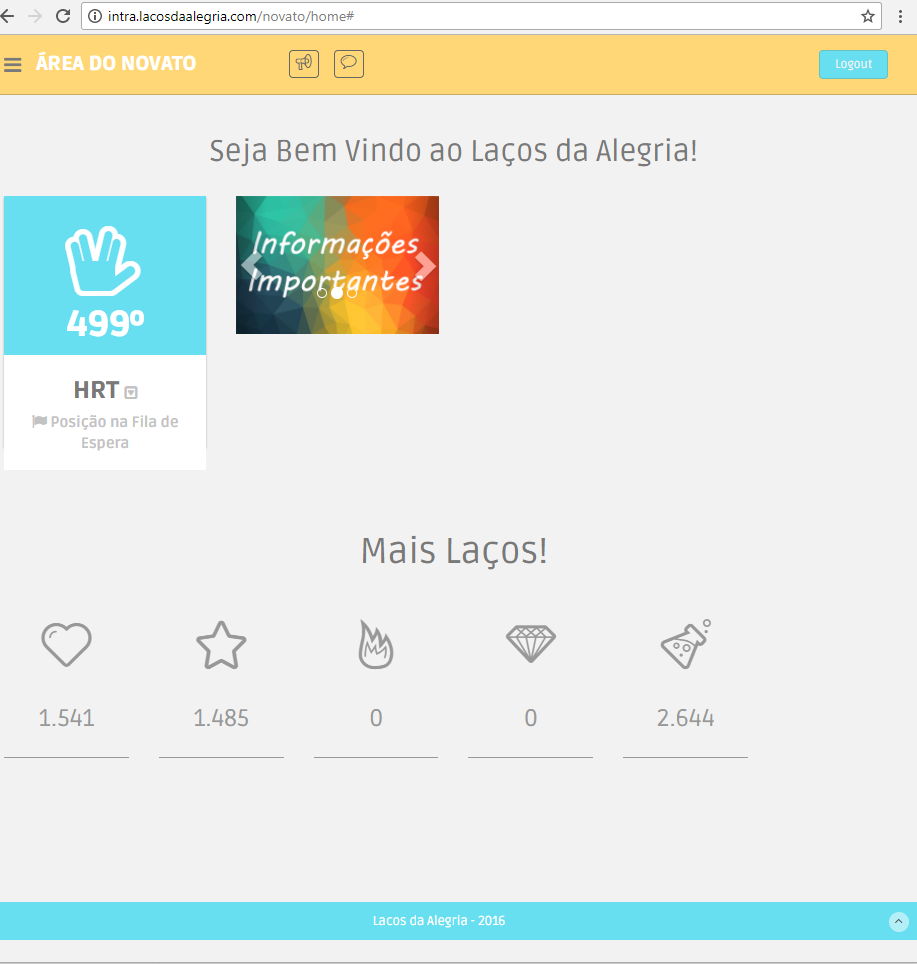 intra.lacosdaalegria.com/novato/home#
ÁREA DO NOVATO
Logout
Seja Bem Vindo ao Laços da Alegria!
499º
HRT
Posição na Fila de
Espera
Informações
Importantes
Mais Laços!
1.541 1.485 0 0 2.644
Lacos da Alegria - 2016